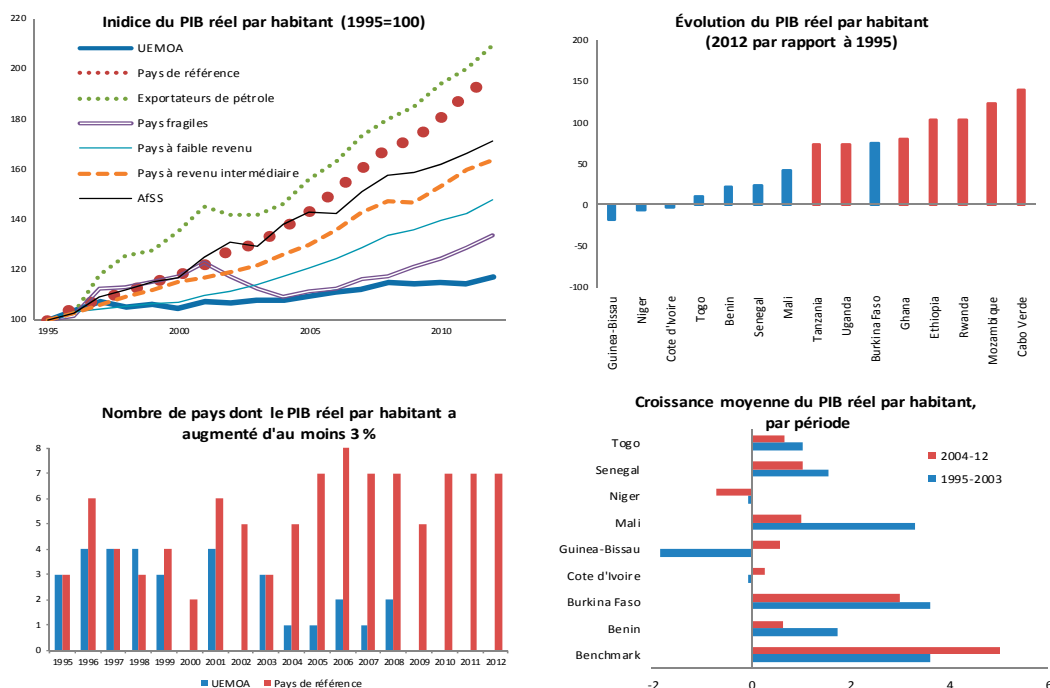 Inidice du PIB réel par habitant (1995=100)
220
200
180
160
140
120
100
1995
2000
2005
2010
UEMOA
Pays de référence
Exportateurs de pétrole
Pays fragiles
Pays à faible revenu
Pays à revenu intermédiaire
AfSS
Évolution du PIB réel par habitant
(2012 par rapport à 1995)
200
150
100
50
0
-50
-100
Guinea-Bissau
Niger
Cote d'Ivoire
Togo
Benin
Senegal
Mali
Tanzania
Uganda
Burkina Faso
Ghana
Ethiopia
Rwanda
Mozambique
Cabo Verde
Nombre de pays dont le PIB réel par habitant a
augmenté d'au moins 3 %
8
7
6
5
4
3
2
1
0
1995 1996 1997 1998 1999 2000 2001 2002 2003 2004 2005 2006 2007 2008 2009 2010 2011 2012
UEMOA Pays de référence
Croissance moyenne du PIB réel par habitant,
par période
2004-12
1995-2003
Togo
Senegal
Niger
Mali
Guinea-Bissau
Cote d'Ivoire
Burkina Faso
Benin
Benchmark
-2 0 2 4 6